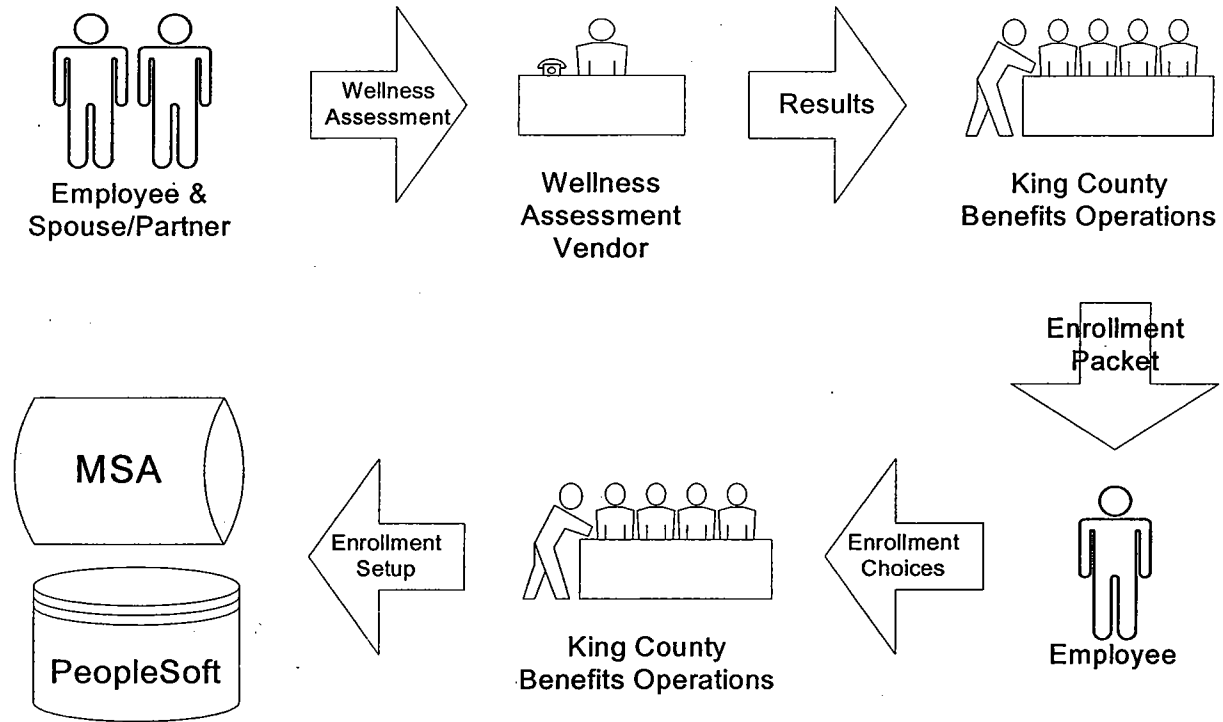 Wellness
Assessment
Results
Employee &
Spouse/Partner
Wellness
Assessment
Vendor
King County
Benefits Operations
Enrollment
Packet
MSA
PeopleSoft
Enrollment
Setup
King County
Benefits Operations
Enrollment
Choices
Employee